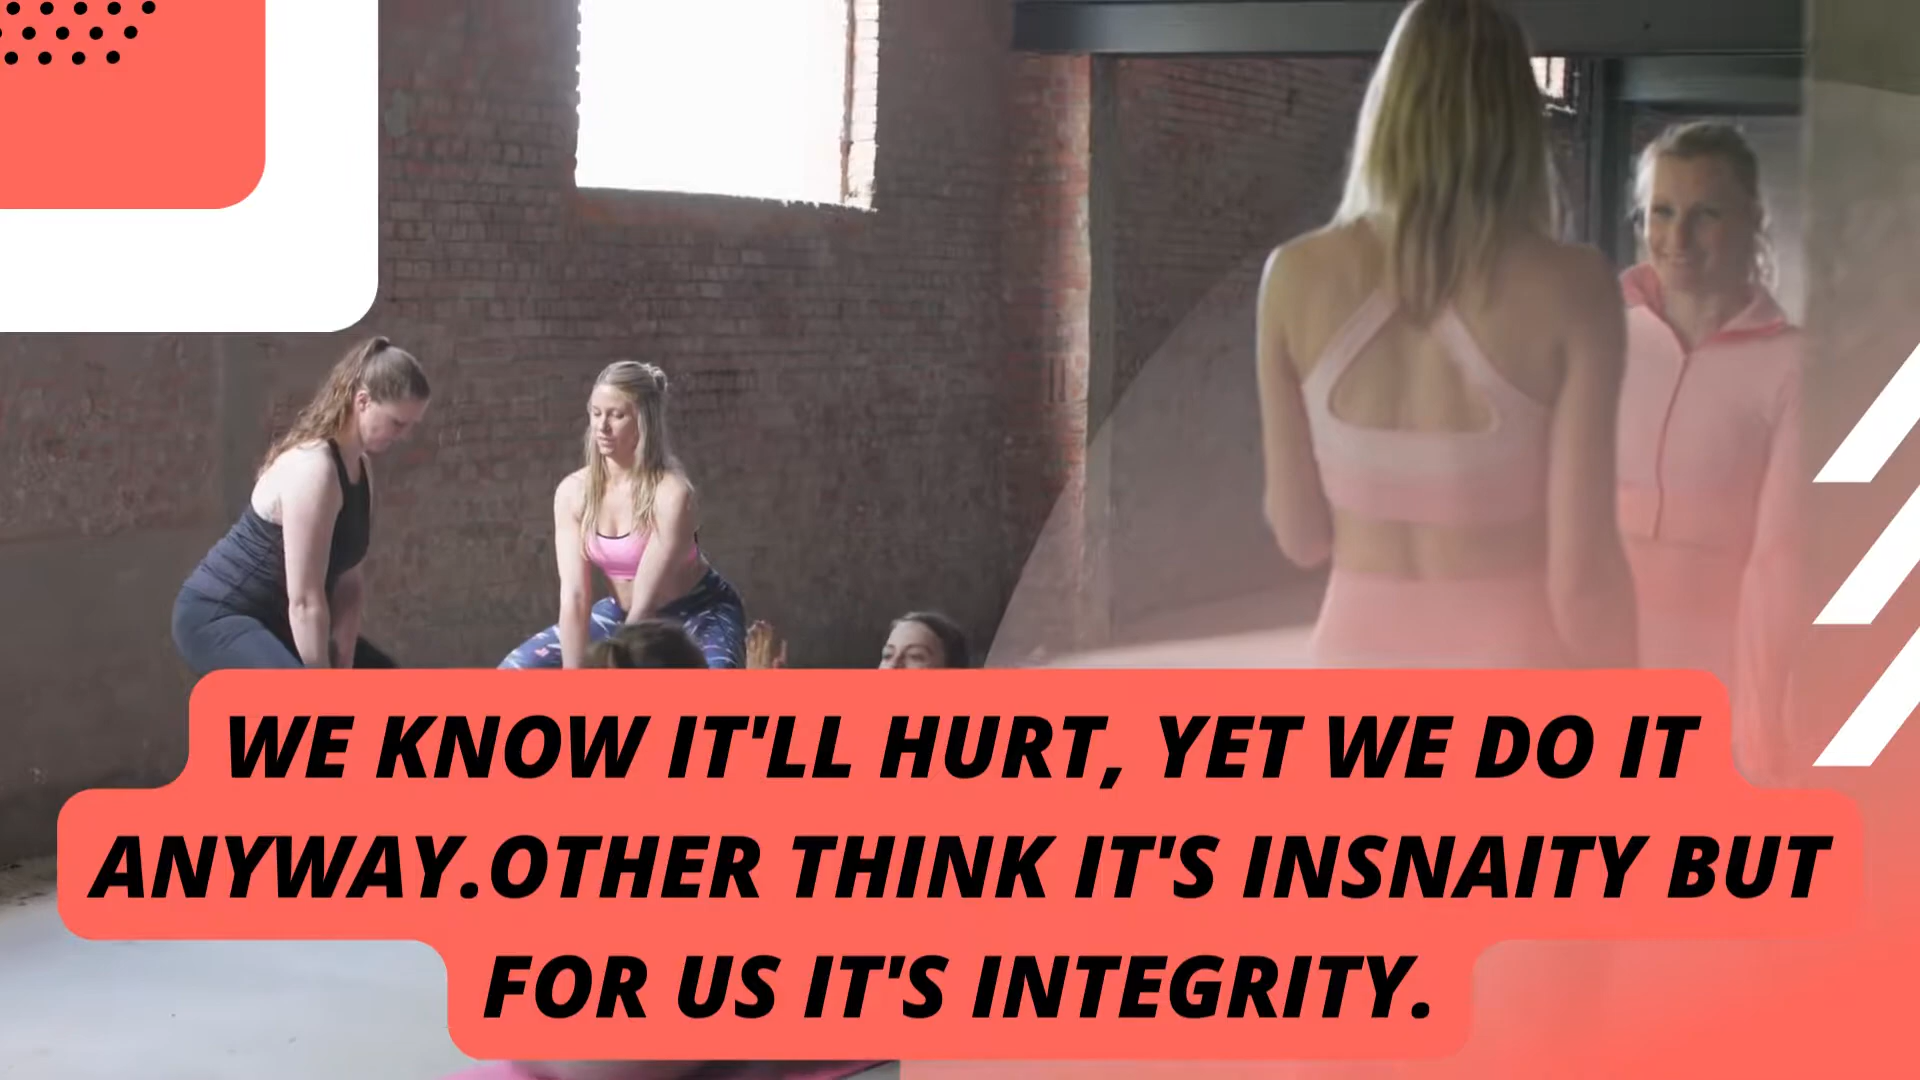 WE KNOW IT'LL HURT, YET WE DO IT
ANYWAY.OTHER THINK IT'S INSNAITY BUT
FOR US IT'S INTEGRITY.